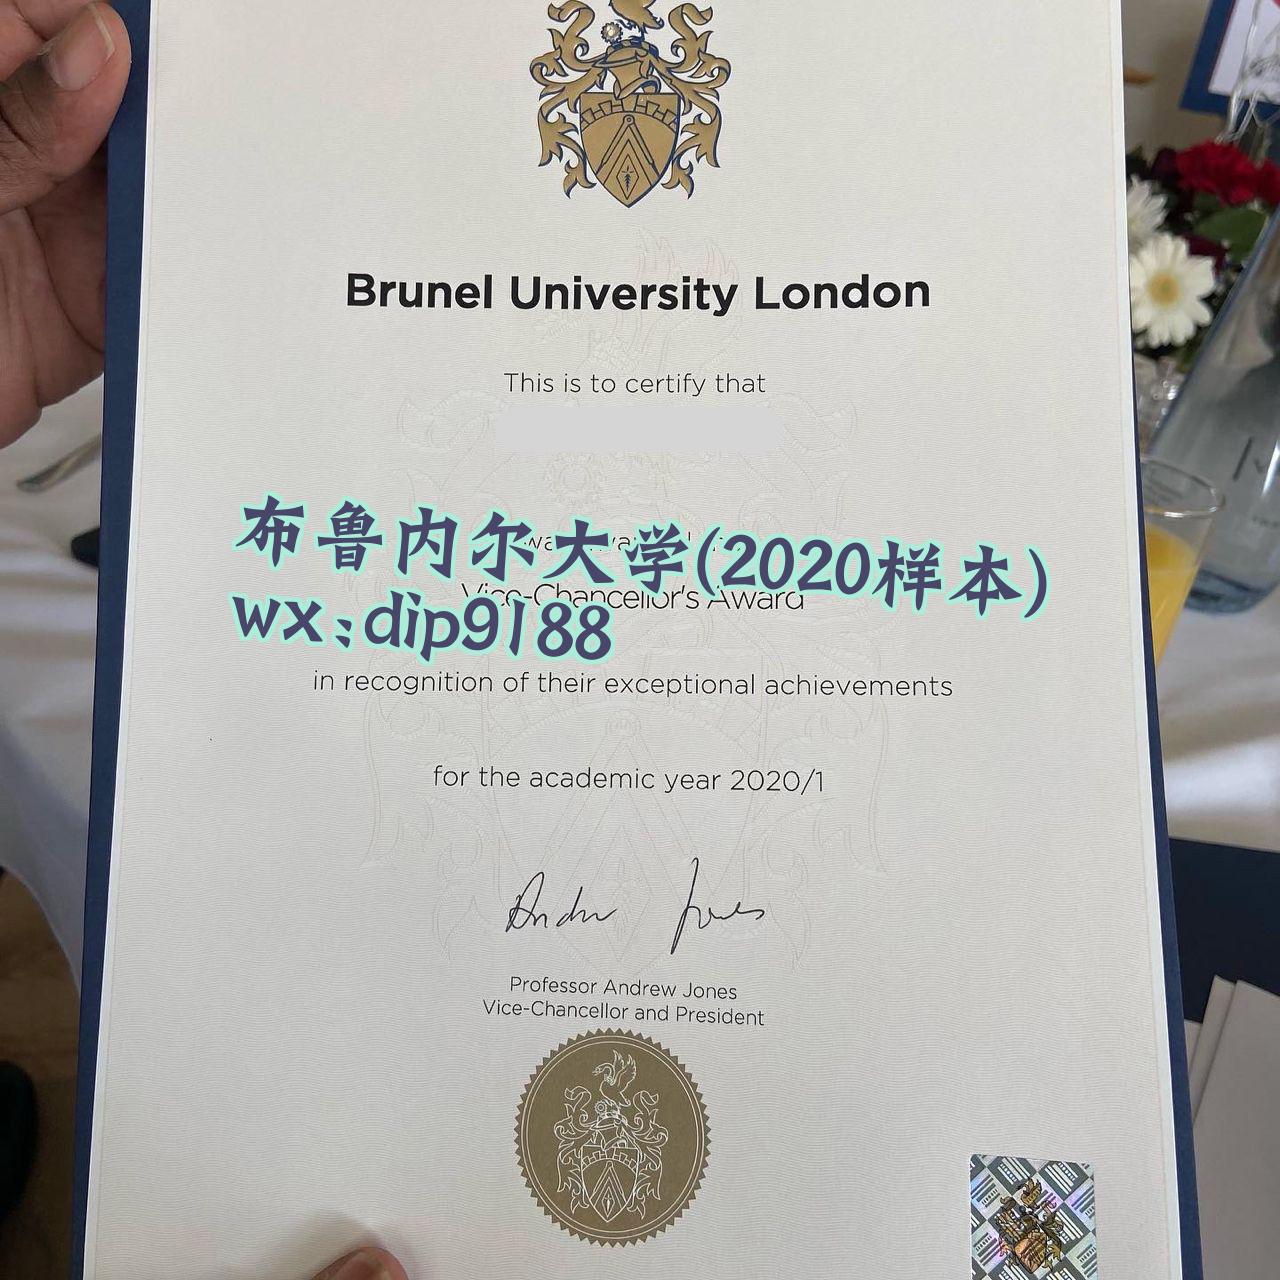 Brunel University London
This is to certify that
布鲁内尔大学(2020样本)
Vice-Chancellor's Award
wx:dip9188
in recognition of their exceptional achievements
for the academic year 2020/1
Andrew Jones
Professor Andrew Jones
Vice-Chancellor and President